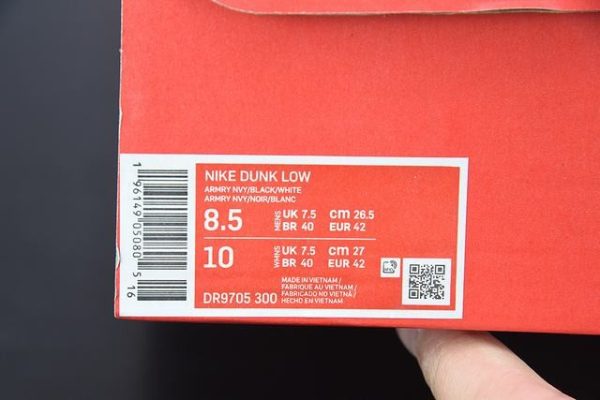 NIKE DUNK LOW
ARMRY NVY/BLACK/WHITE
ARMRY NVY/NOIR/BLANC
8.5 MENS UK 7.5 cm 26.5
BR 40 EUR 42
10 WMNS UK 7.5 cm 27
BR 40 EUR 42
MADE IN VIETNAM /
FABRIQUÉ AU VIETNAM /
FABRICADO NO VIETNÃ /
HECHO EN VIETNAM
DR9705 300
1 96149 05080 5 16